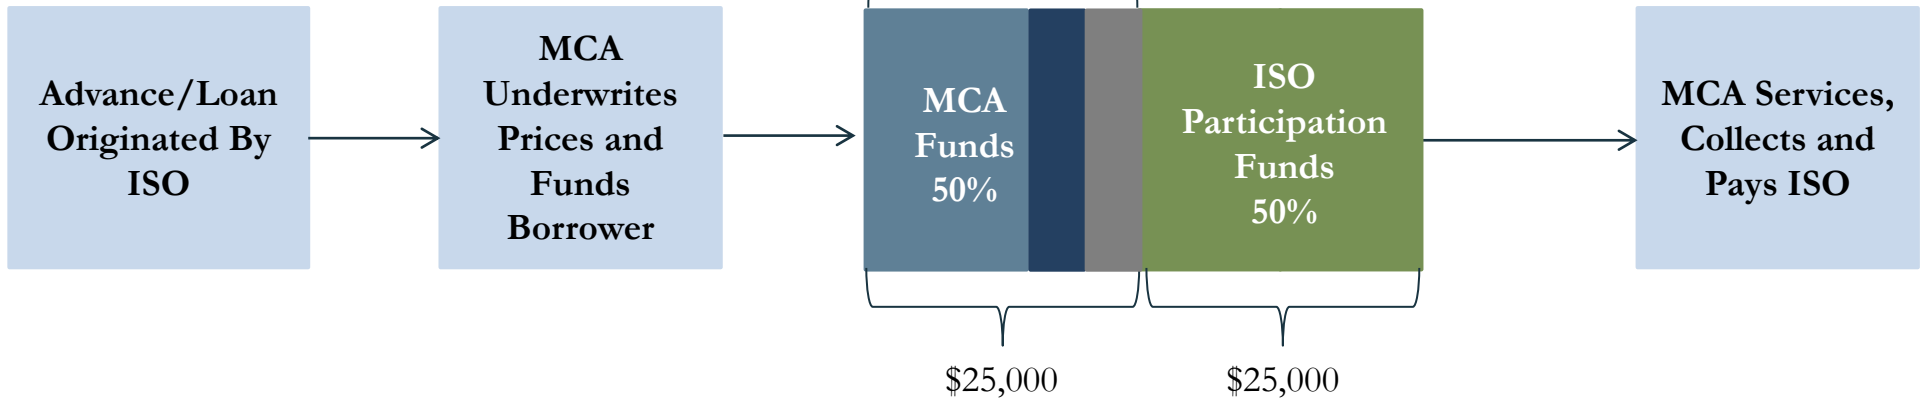 Advance/Loan
Originated By
ISO
MCA
Underwrites
Prices and
Funds
Borrower
MCA
Funds
50%
ISO
Participation
Funds
50%
MCA Services,
Collects and
Pays ISO
$25,000
$25,000